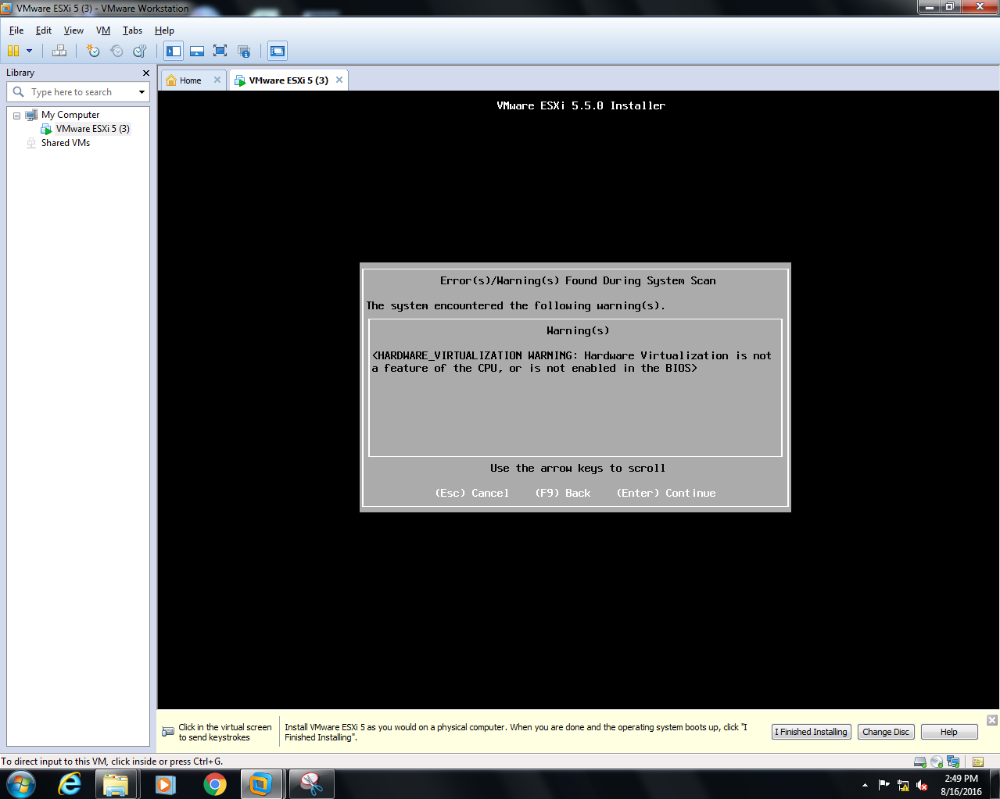 VMware ESXi 5 (3) - VMware Workstation
File Edit View VM Tabs Help
Library
Type here to search
My Computer
VMware ESXi 5 (3)
Shared VMs
Home
VMware ESXi 5 (3)
VMware ESXi 5.5.0 Installer
Error(s)/Warning(s) Found During System Scan
The system encountered the following warning(s).
Warning(s)
<HARDWARE_VIRTUALIZATION WARNING: Hardware Virtualization is not
a feature of the CPU, or is not enabled in the BIOS>
Use the arrow keys to scroll
(Esc) Cancel (F9) Back (Enter) Continue
Click in the virtual screen
to send keystrokes
Install VMware ESXi 5 as you would on a physical computer. When you are done and the operating system boots up, click "I
Finished Installing".
I Finished Installing
Change Disc
Help
To direct input to this VM, click inside or press Ctrl+G.
2:49 PM
8/16/2016